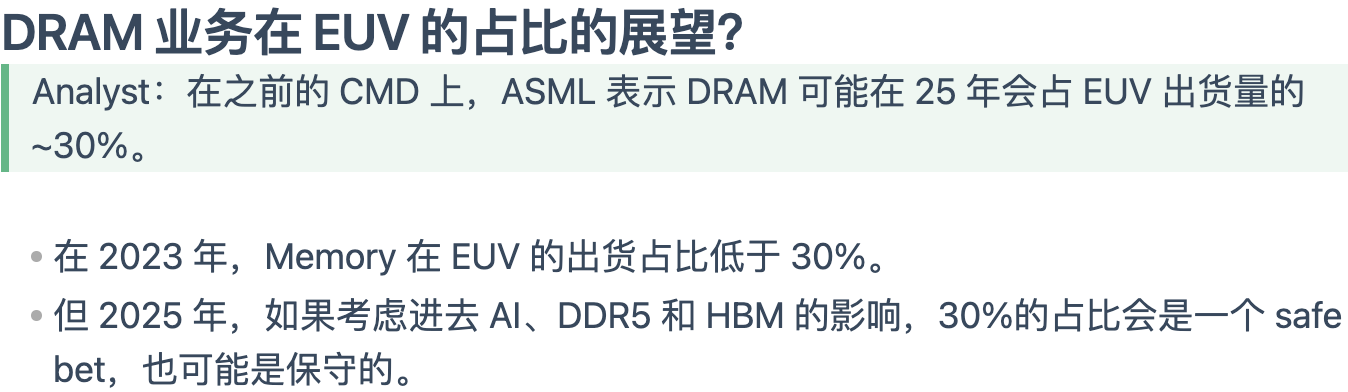 DRAM 业务在 EUV 的占比的展望？
Analyst：在之前的 CMD 上，ASML 表示 DRAM 可能在 25 年会占 EUV 出货量的
~30%。
• 在 2023 年，Memory 在 EUV 的出货占比低于 30%。
• 但 2025 年，如果考虑进去 AI、DDR5 和 HBM 的影响，30%的占比会是一个 safe
bet，也可能是保守的。